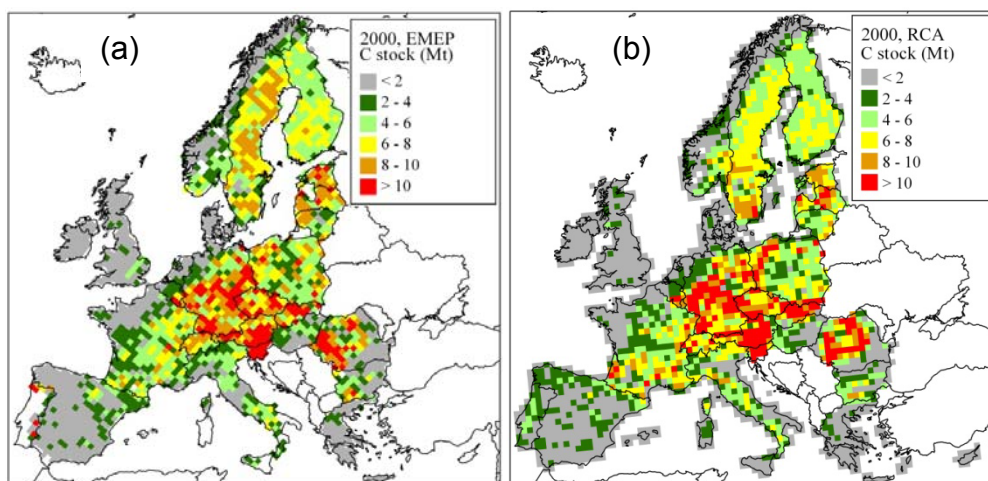 (a)
2000, EMEP
C stock (Mt)
< 2
2 - 4
4 - 6
6 - 8
8 - 10
> 10
(b)
2000, RCA
C stock (Mt)
< 2
2 - 4
4 - 6
6 - 8
8 - 10
> 10